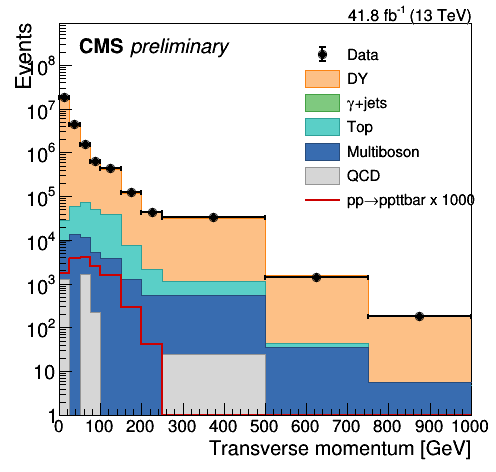 41.8 fb⁻¹ (13 TeV)
CMS preliminary
Events
Data
DY
γ+jets
Top
Multiboson
QCD
pp→ppttbar x 1000
10⁸
10⁷
10⁶
10⁵
10⁴
10³
10²
10
1
0 100 200 300 400 500 600 700 800 900 1000
Transverse momentum [GeV]